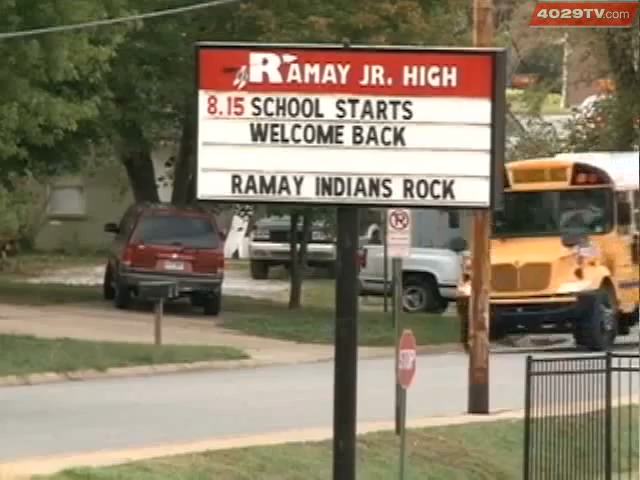 4029TV.com
RAMAY JR. HIGH
8.15 SCHOOL STARTS
WELCOME BACK
RAMAY INDIANS ROCK
STOP